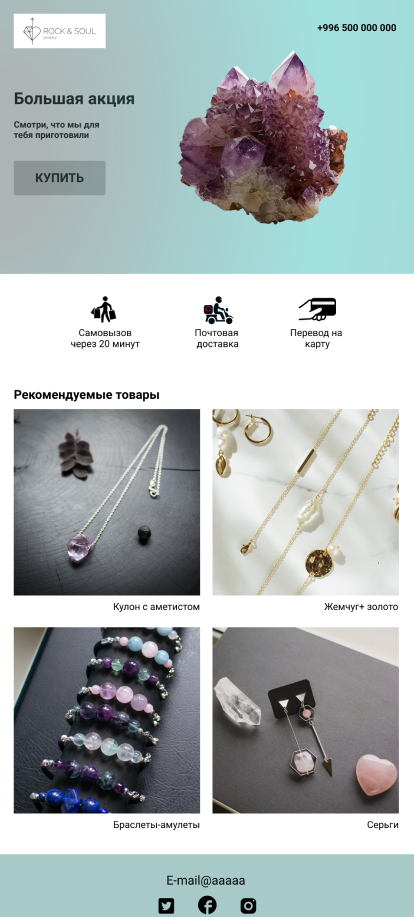 ROCK & SOUL
jewelry
+996 500 000 000
Большая акция
Смотри, что мы для
тебя приготовили
КУПИТЬ
Самовызов
через 20 минут
Почтовая
доставка
Перевод на
карту
Рекомендуемые товары
Кулон с аметистом
Жемчуг+ золото
Браслеты-амулеты
Серьги
E-mail@aaaaa